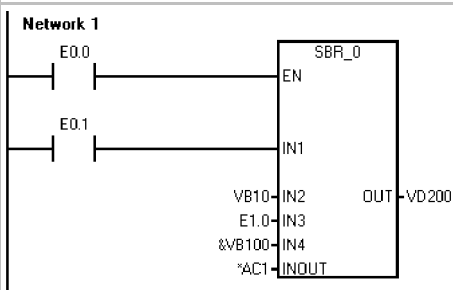 Network 1
E0.0
SBR_0
EN
E0.1
IN1
VB10 IN2 OUT VD200
E1.0 IN3
&VB100 IN4
*AC1 INOUT